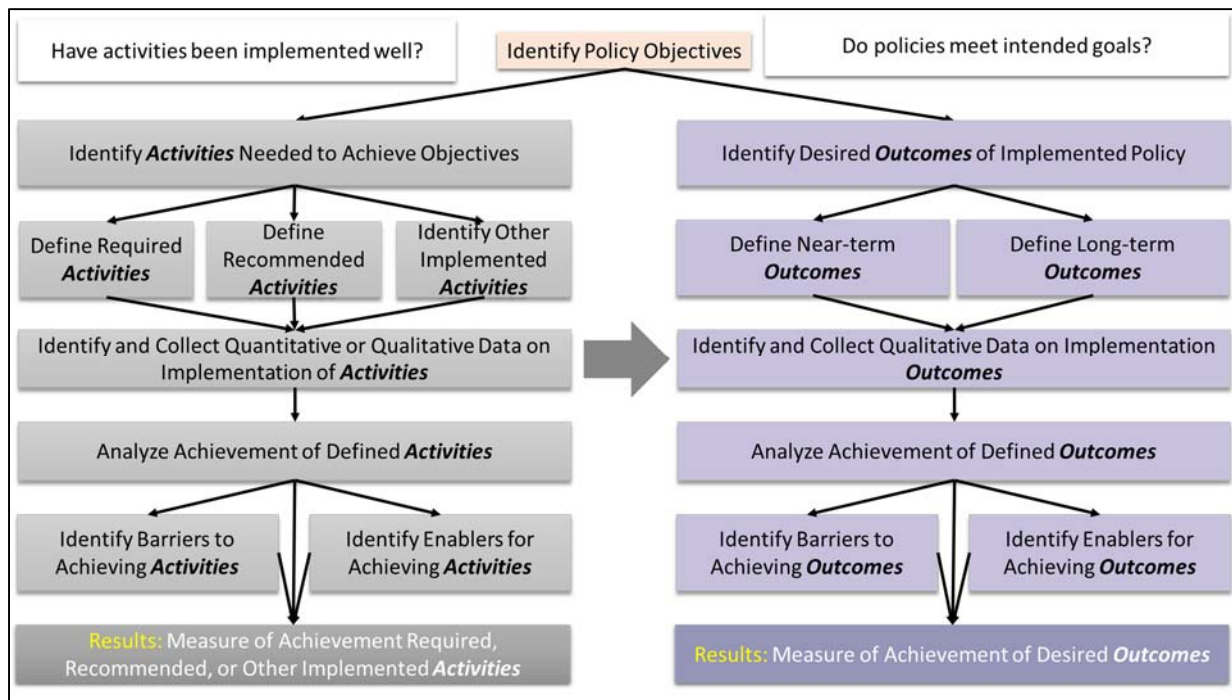 Have activities been implemented well?
Identify Policy Objectives
Do policies meet intended goals?
Identify Activities Needed to Achieve Objectives
Identify Desired Outcomes of Implemented Policy
Define Required
Activities
Define
Recommended
Activities
Identify Other
Implemented
Activities
Define Near-term
Outcomes
Define Long-term
Outcomes
Identify and Collect Quantitative or Qualitative Data on
Implementation of Activities
Identify and Collect Qualitative Data on Implementation
Outcomes
Analyze Achievement of Defined Activities
Analyze Achievement of Defined Outcomes
Identify Barriers to
Achieving Activities
Identify Enablers for
Achieving Activities
Identify Barriers to
Achieving Outcomes
Identify Enablers for
Achieving Outcomes
Results: Measure of Achievement Required,
Recommended, or Other Implemented Activities
Results: Measure of Achievement of Desired Outcomes